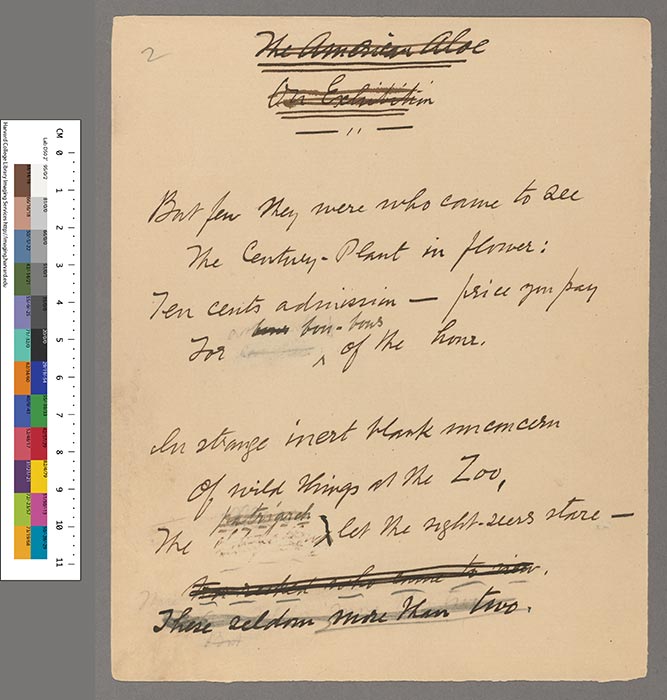 2
The American Aloe
On Exhibition
But few they were who came to see
The Century-Plant in flower:
Ten cents admission — price you pay
bon-bons
For of the hour.
In strange inert blank unconcern
Of wild things at the Zoo,
patriarch
The let the sight-seers stare —
who came to view.
There seldom more than two.
CM 0 1 2 3 4 5 6 7 8 9 10 11
Harvard College Library Imaging Services http://imaging.harvard.edu